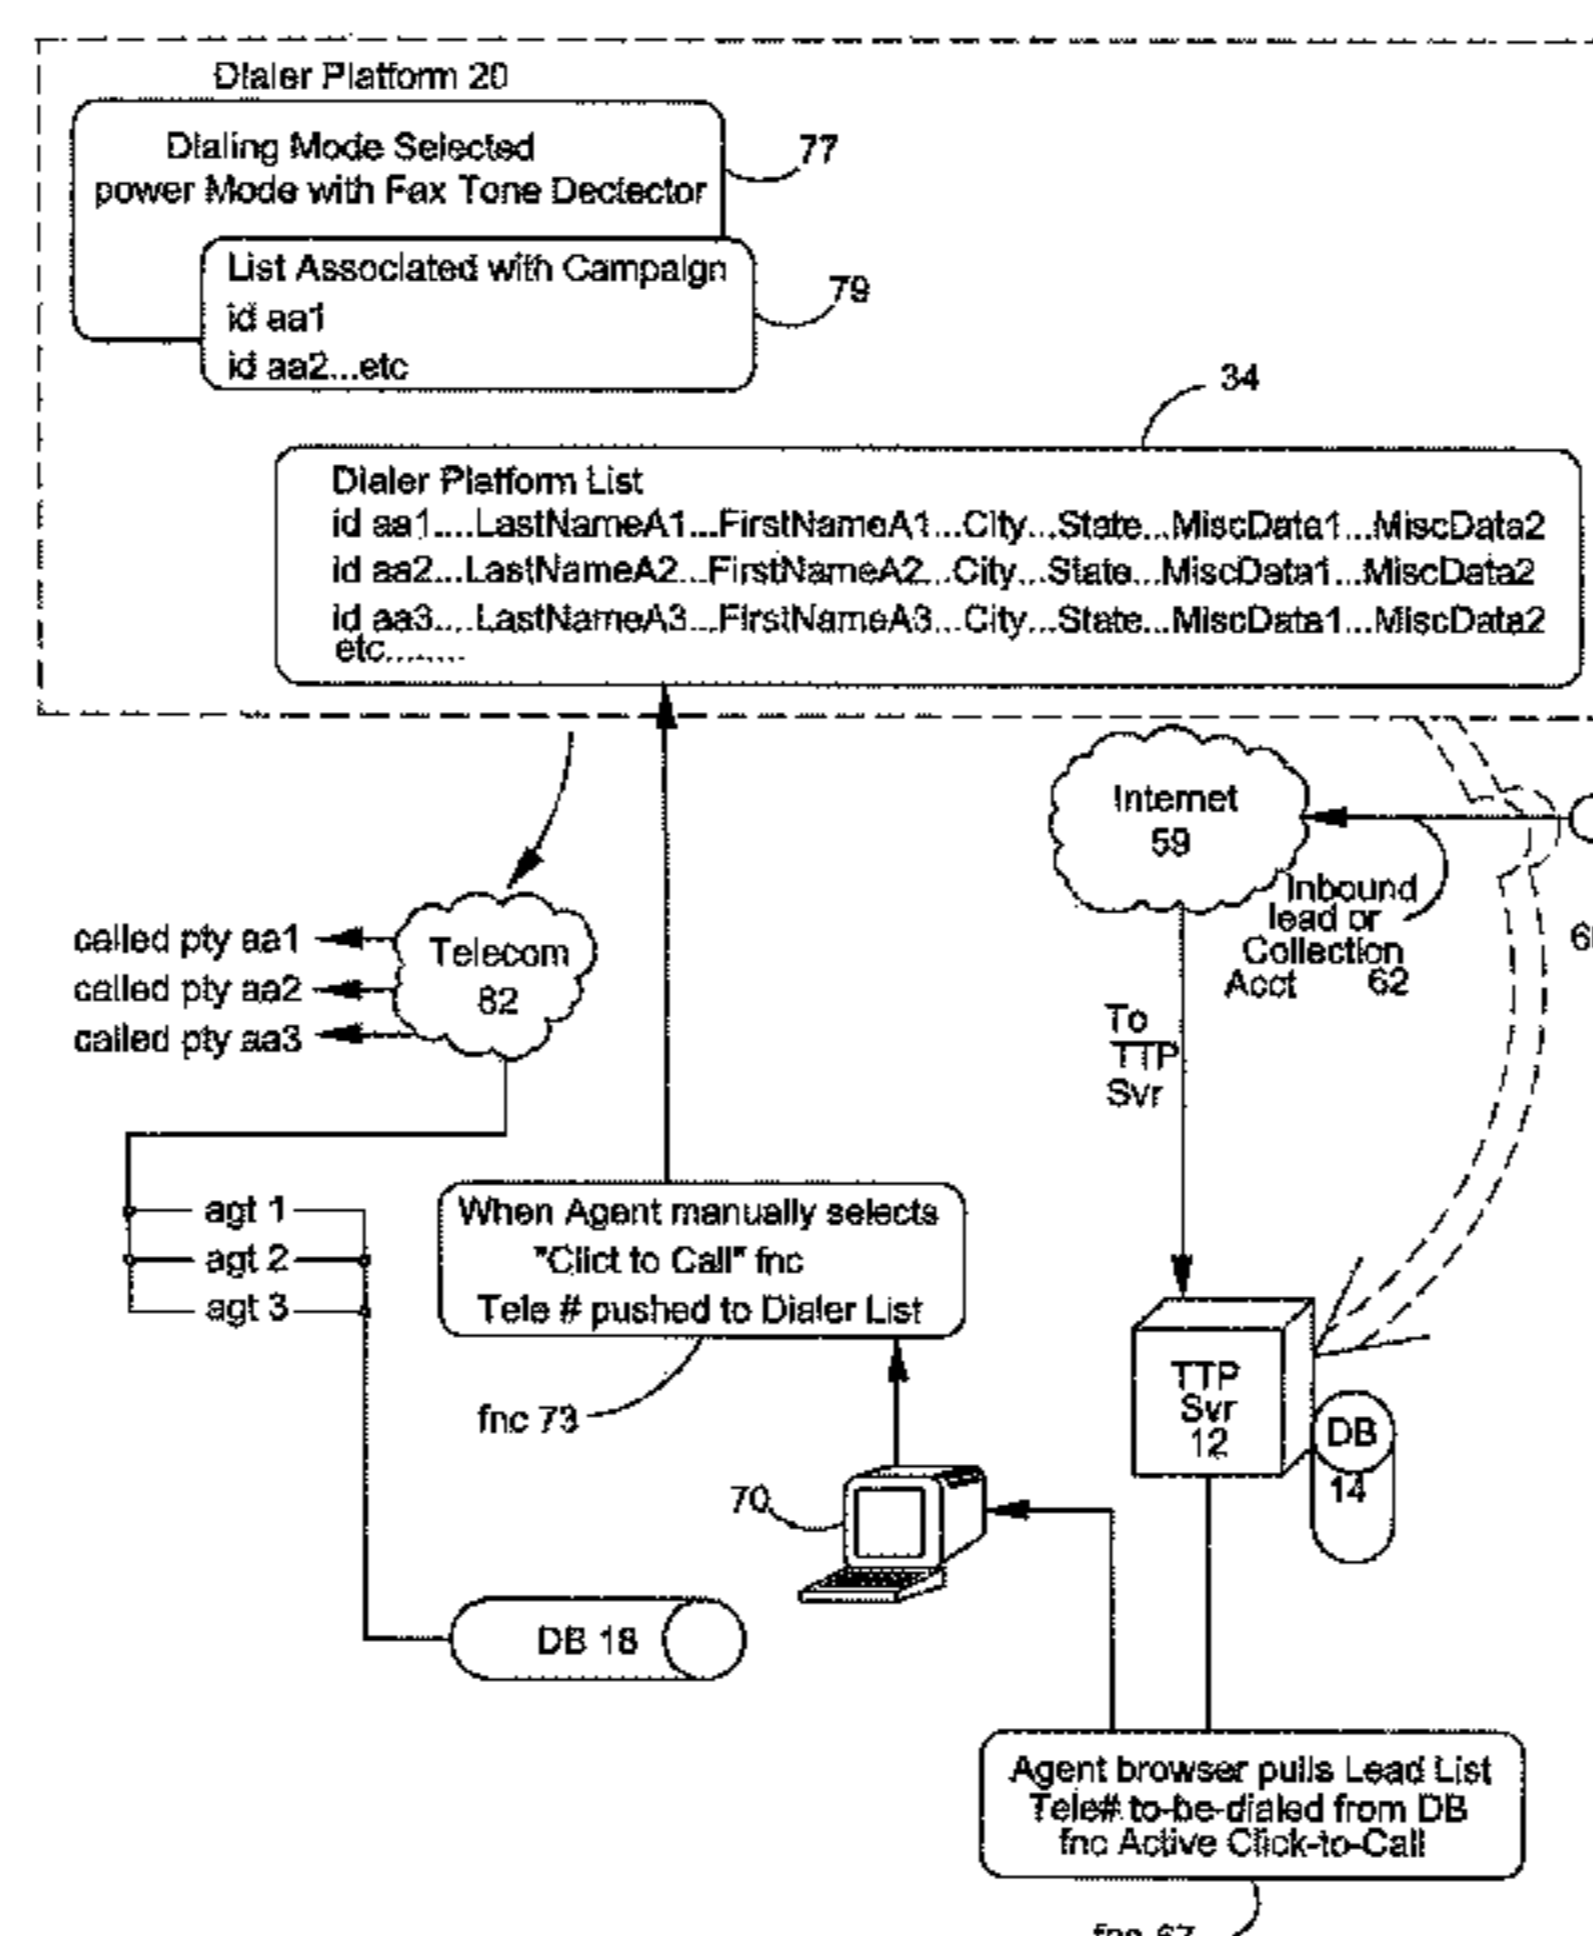 Dialer Platform 20
Dialing Mode Selected
power Mode with Fax Tone Dectector
77
List Associated with Campaign
id aa1
id aa2...etc
79
34
Dialer Platform List
id aa1....LastNameA1...FirstNameA1...City...State...MiscData1...MiscData2
id aa2...LastNameA2...FirstNameA2...City...State...MiscData1...MiscData2
id aa3....LastNameA3...FirstNameA3...City...State...MiscData1...MiscData2
etc........
Internet
59
Inbound
lead or
Collection
Acct 62
called pty aa1
called pty aa2
called pty aa3
Telecom
82
To
TTP
Svr
agt 1
agt 2
agt 3
When Agent manually selects
"Clict to Call" fnc
Tele # pushed to Dialer List
fnc 73
TTP
Svr
12
DB
14
70
DB 18
Agent browser pulls Lead List
Tele# to-be-dialed from DB
fnc Active Click-to-Call
fnc 67